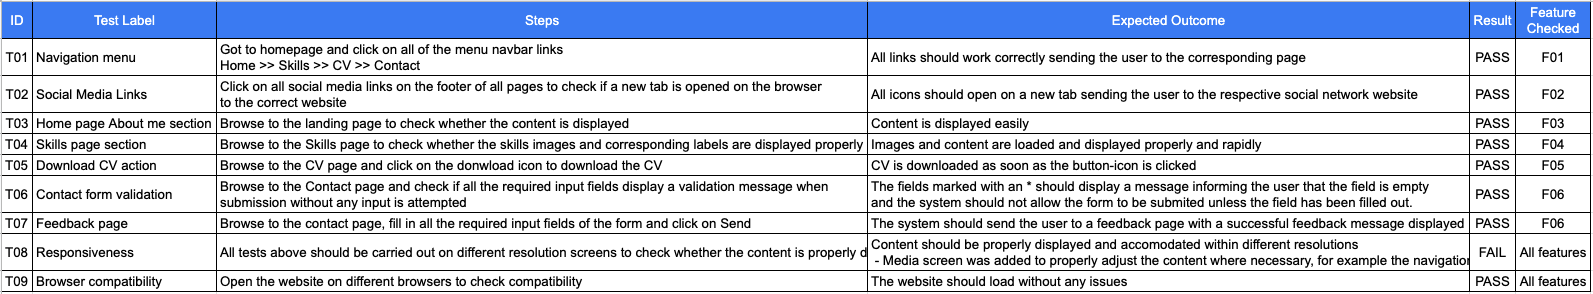 ID Test Label Steps Expected Outcome Result Feature Checked
T01 Navigation menu Got to homepage and click on all of the menu navbar links
Home >> Skills >> CV >> Contact All links should work correctly sending the user to the corresponding page PASS F01
T02 Social Media Links Click on all social media links on the footer of all pages to check if a new tab is opened on the browser
to the correct website All icons should open on a new tab sending the user to the respective social network website PASS F02
T03 Home page About me section Browse to the landing page to check whether the content is displayed Content is displayed easily PASS F03
T04 Skills page section Browse to the Skills page to check whether the skills images and corresponding labels are displayed properly Images and content are loaded and displayed properly and rapidly PASS F04
T05 Download CV action Browse to the CV page and click on the donwload icon to download the CV CV is downloaded as soon as the button-icon is clicked PASS F05
T06 Contact form validation Browse to the Contact page and check if all the required input fields display a validation message when
submission without any input is attempted The fields marked with an * should display a message informing the user that the field is empty
and the system should not allow the form to be submited unless the field has been filled out. PASS F06
T07 Feedback page Browse to the contact page, fill in all the required input fields of the form and click on Send The system should send the user to a feedback page with a successful feedback message displayed PASS F06
T08 Responsiveness All tests above should be carried out on different resolution screens to check whether the content is properly d Content should be properly displayed and accomodated within different resolutions
- Media screen was added to properly adjust the content where necessary, for example the navigation FAIL All features
T09 Browser compatibility Open the website on different browsers to check compatibility The website should load without any issues PASS All features